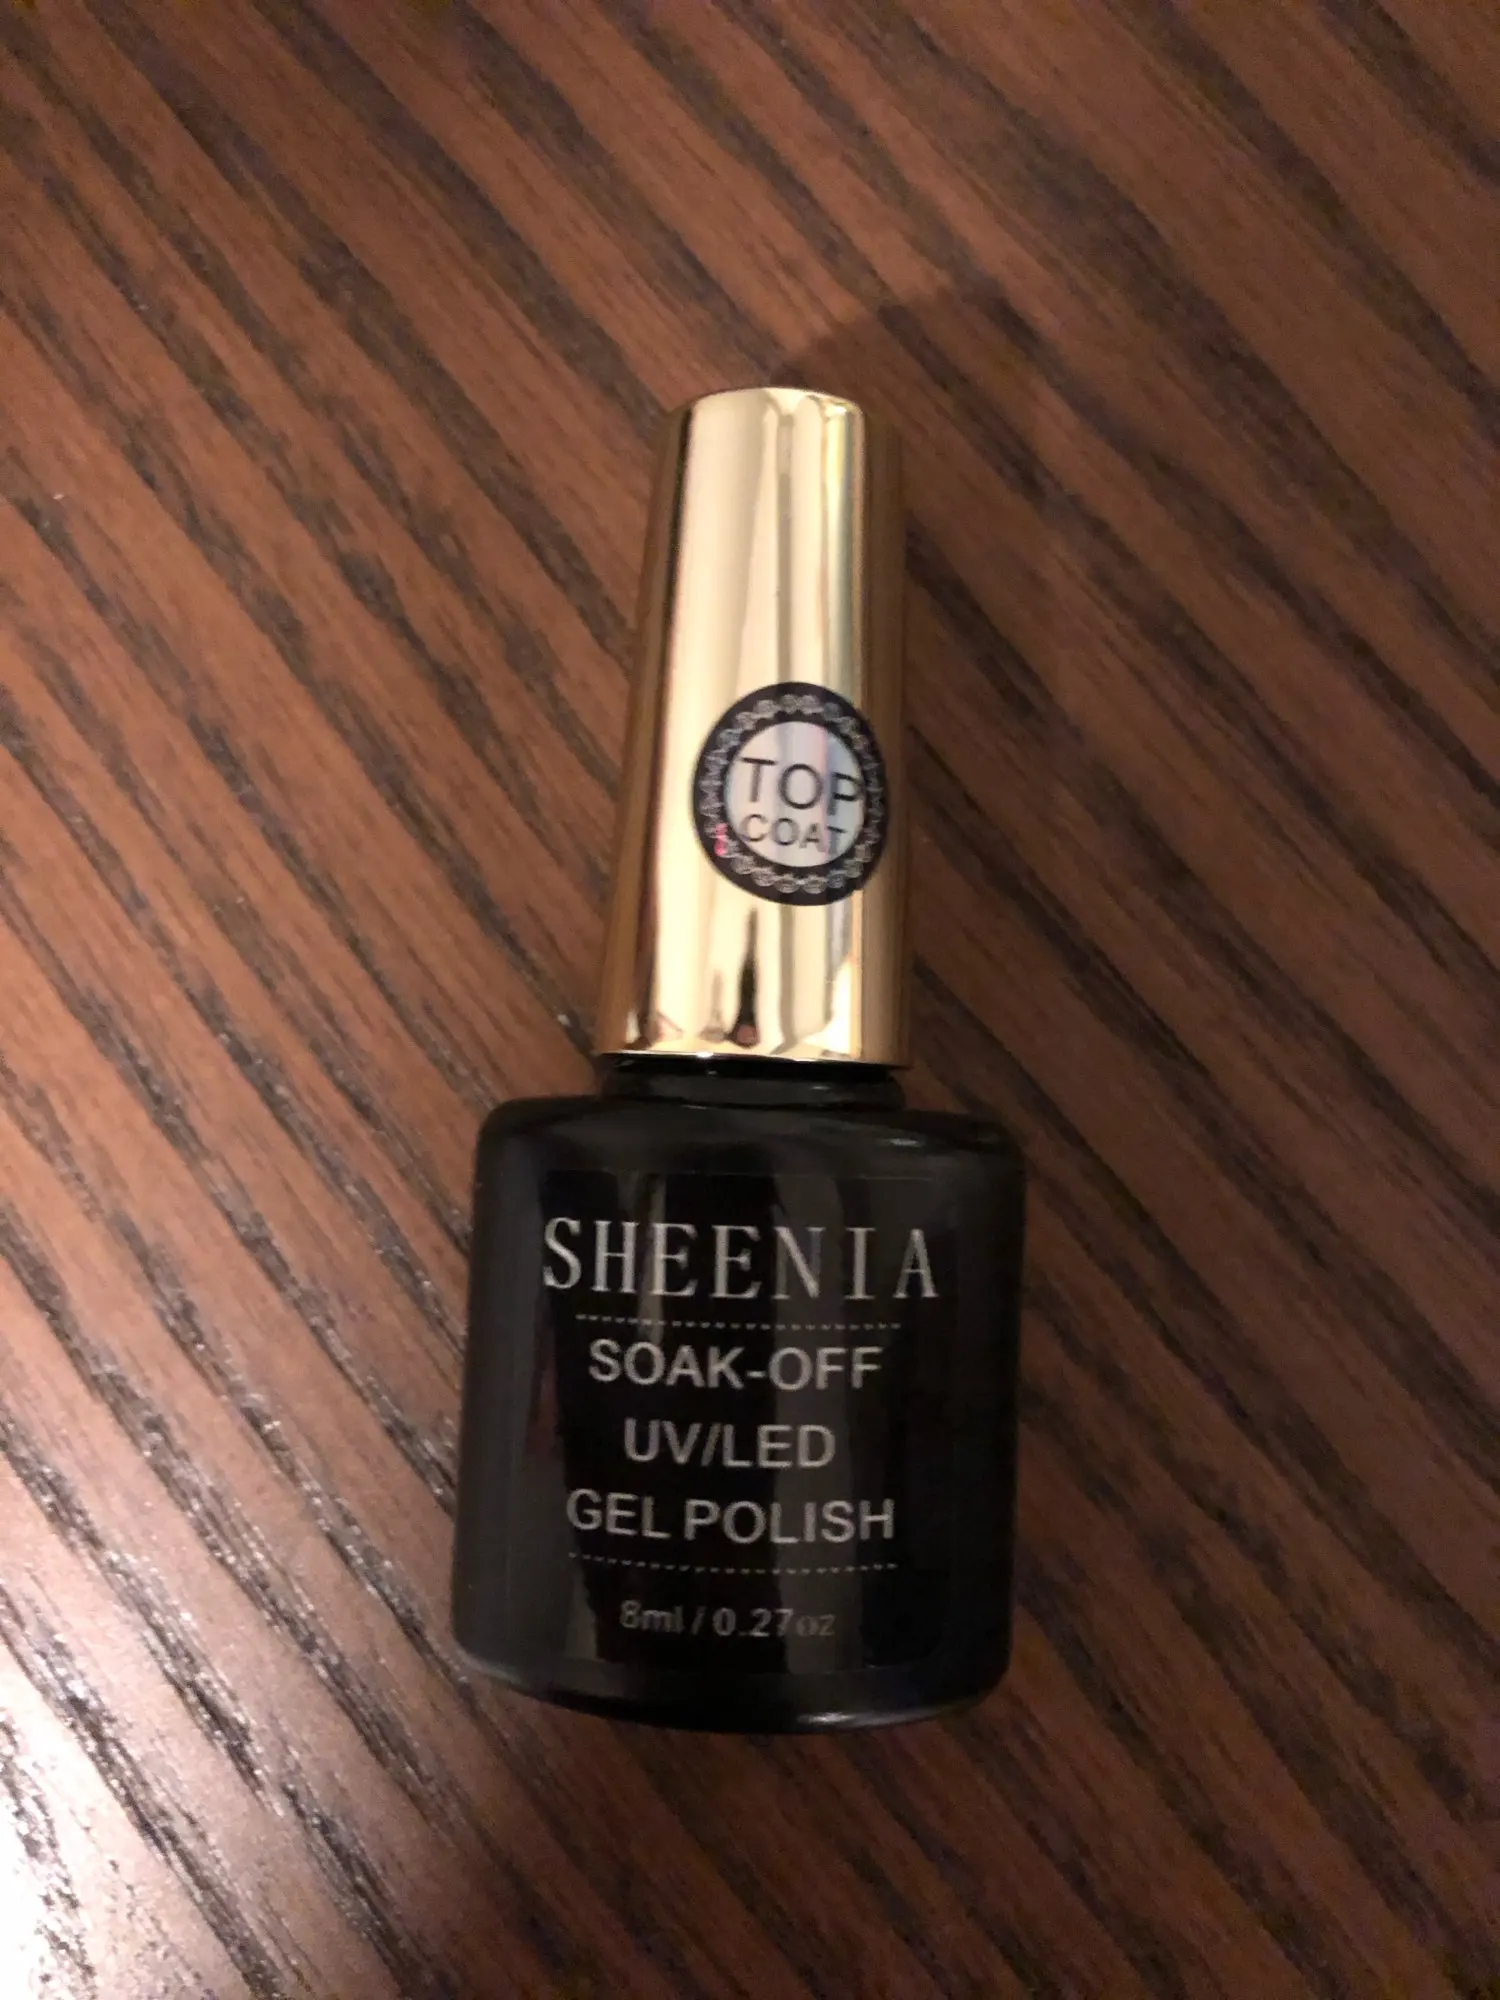 TOP
COAT
SHEENIA
SOAK-OFF
UV/LED
GEL POLISH
8ml / 0.27oz